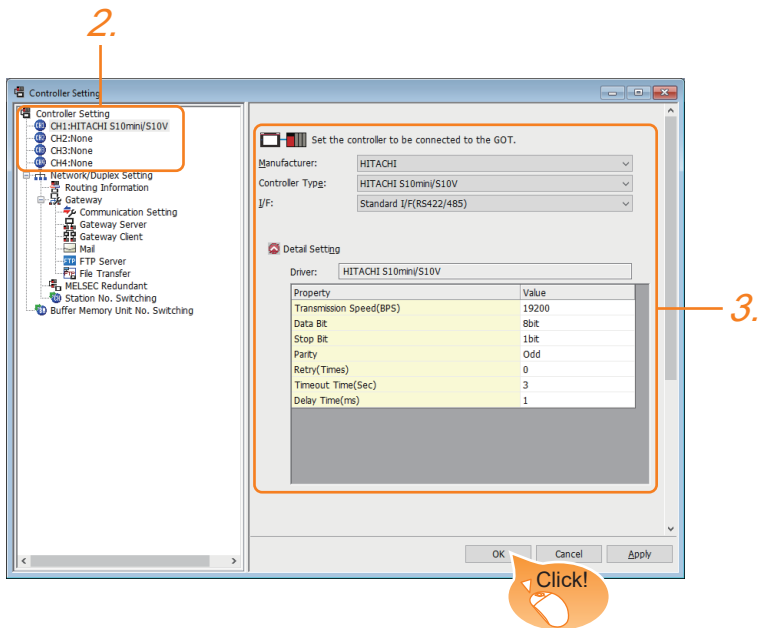 2.
Controller Setting
Controller Setting
CH1:HITACHI S10mini/S10V
CH2:None
CH3:None
CH4:None
Network/Duplex Setting
Routing Information
Gateway
Communication Setting
Gateway Server
Gateway Client
Mail
FTP Server
File Transfer
MELSEC Redundant
Station No. Switching
Buffer Memory Unit No. Switching
Set the controller to be connected to the GOT.
Manufacturer: HITACHI
Controller Type: HITACHI S10mini/S10V
I/F: Standard I/F(RS422/485)
Detail Setting
Driver: HITACHI S10mini/S10V
Property Value
Transmission Speed(BPS) 19200
Data Bit 8bit
Stop Bit 1bit
Parity Odd
Retry(Times) 0
Timeout Time(Sec) 3
Delay Time(ms) 1
3.
OK Cancel Apply
Click!